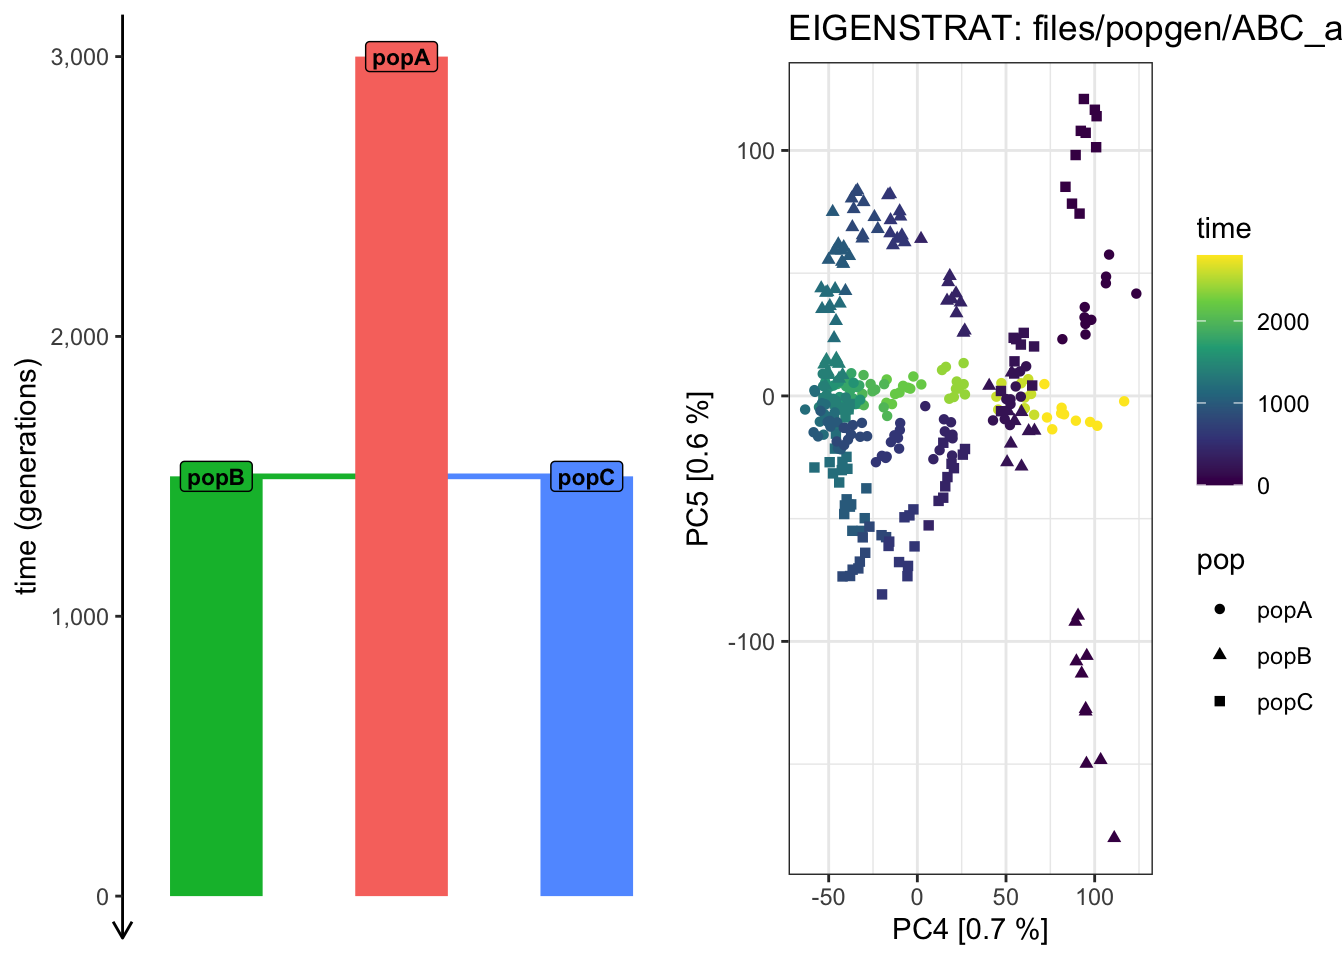 time (generations)
3,000
2,000
1,000
0
popA
popB
popC
EIGENSTRAT: files/popgen/ABC_a
PC5 [0.6 %]
100
0
-100
-50
0
50
100
PC4 [0.7 %]
time
2000
1000
0
pop
popA
popB
popC